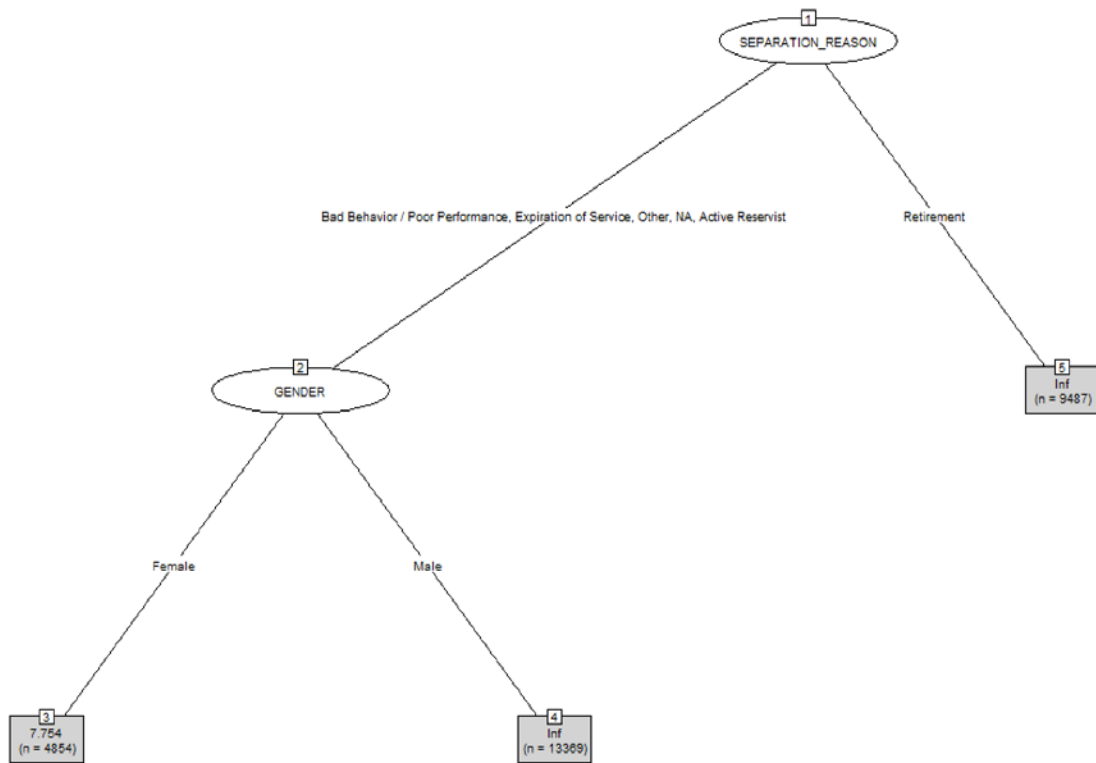 1
SEPARATION_REASON
Bad Behavior / Poor Performance, Expiration of Service, Other, NA, Active Reservist
Retirement
2
GENDER
5
Inf
(n = 9487)
Female
Male
3
7.754
(n = 4854)
4
Inf
(n = 13369)